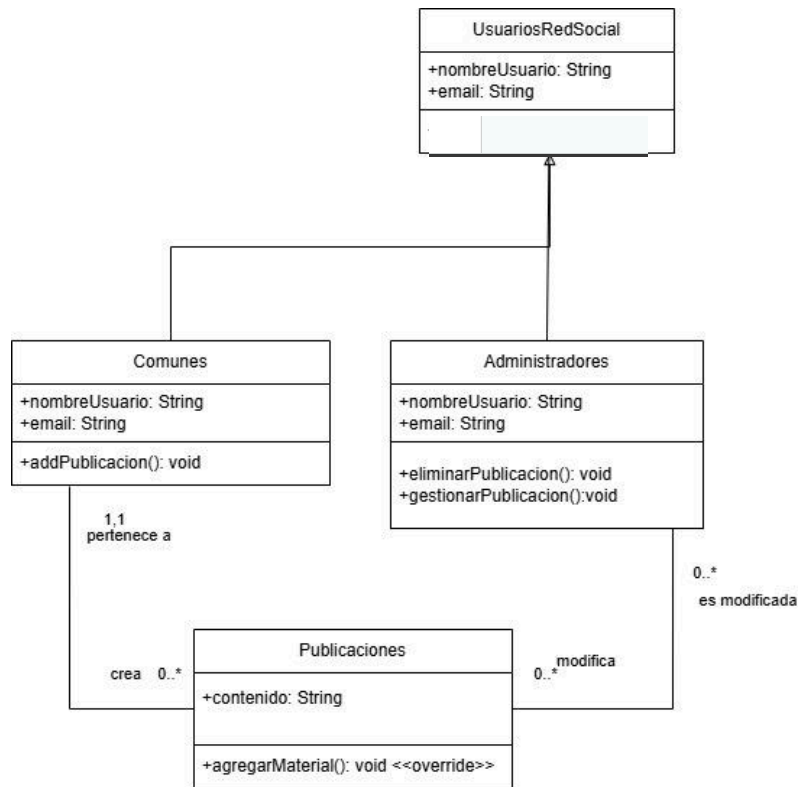 UsuariosRedSocial
+nombreUsuario: String
+email: String
Comunes
+nombreUsuario: String
+email: String
+addPublicacion(): void
Administradores
+nombreUsuario: String
+email: String
+eliminarPublicacion(): void
+gestionarPublicacion():void
1,1
pertenece a
0..*
es modificada
crea 0..*
Publicaciones
+contenido: String
+agregarMaterial(): void <<override>>
modifica
0..*